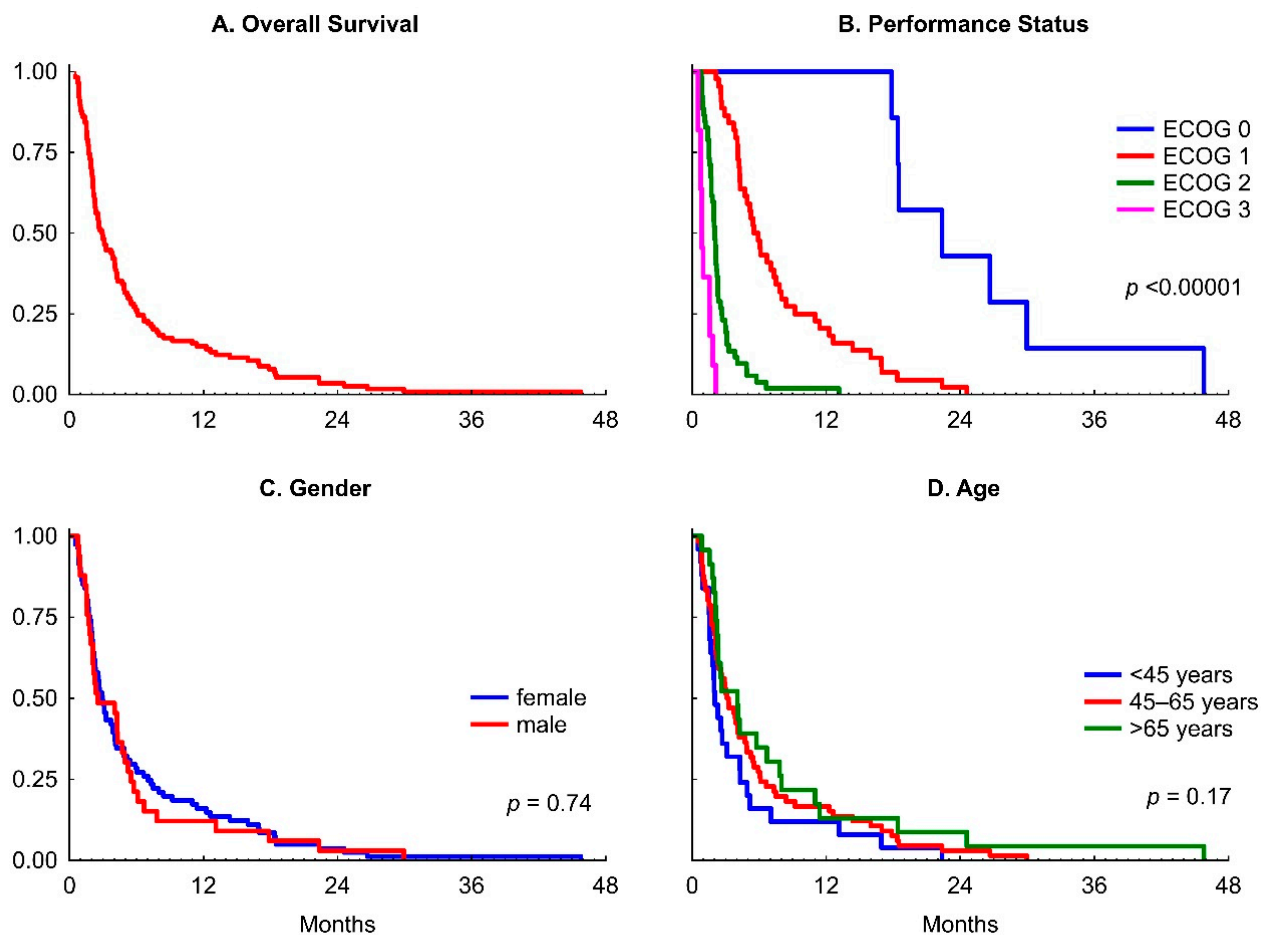 A. Overall Survival
1.00
0.75
0.50
0.25
0.00
0 12 24 36 48
B. Performance Status
ECOG 0
ECOG 1
ECOG 2
ECOG 3
p <0.00001
0 12 24 36 48
C. Gender
1.00
0.75
0.50
0.25
0.00
female
male
p = 0.74
0 12 24 36 48
Months
D. Age
<45 years
45–65 years
>65 years
p = 0.17
0 12 24 36 48
Months